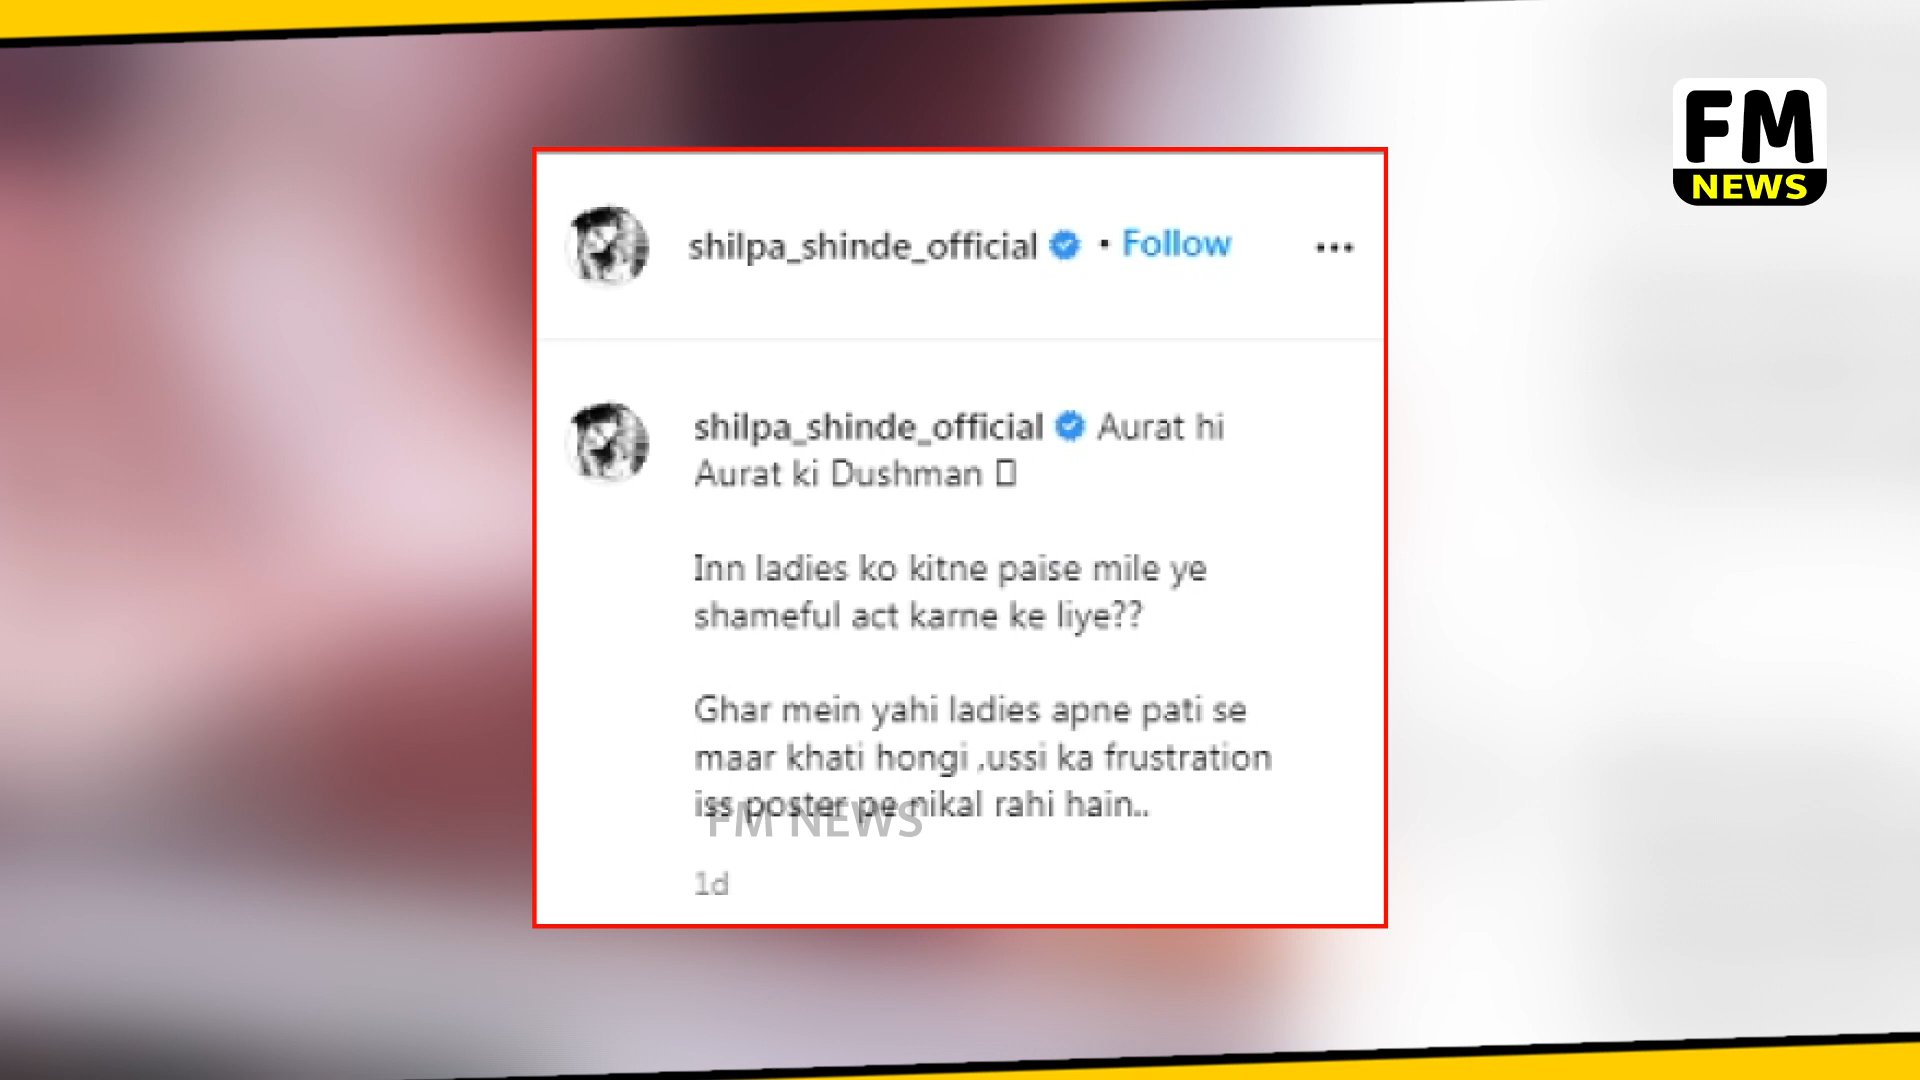 FM
NEWS
shilpa_shinde_official • Follow
shilpa_shinde_official Aurat hi
Aurat ki Dushman
Inn ladies ko kitne paise mile ye
shameful act karne ke liye??
Ghar mein yahi ladies apne pati se
maar khati hongi ,ussi ka frustration
iss poster pe nikal rahi hain..
FM NEWS
1d